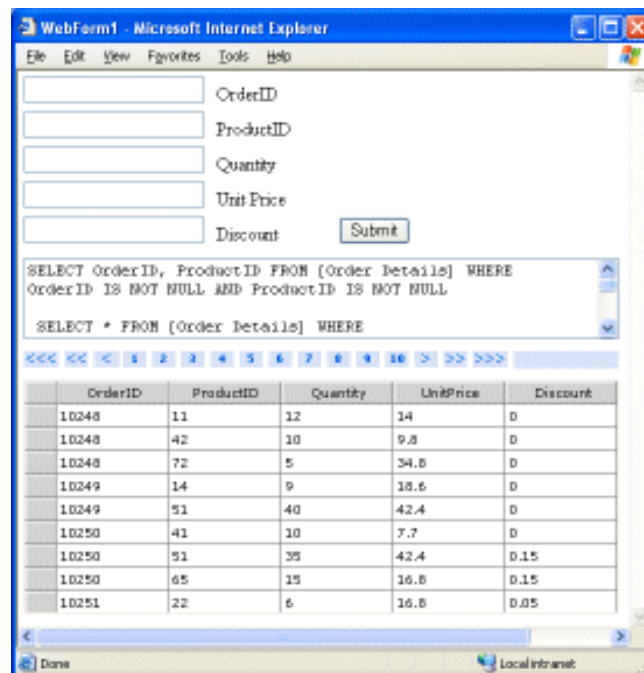 WebForm1 - Microsoft Internet Explorer
File Edit View Favorites Tools Help
OrderID
ProductID
Quantity
Unit Price
Discount Submit
SELECT OrderID, ProductID FROM [Order Details] WHERE
OrderID IS NOT NULL AND ProductID IS NOT NULL
SELECT * FROM [Order Details] WHERE
<<< << < 1 2 3 4 5 6 7 8 9 10 > >> >>>
OrderID ProductID Quantity UnitPrice Discount
10248 11 12 14 0
10248 42 10 9.8 0
10248 72 5 34.8 0
10249 14 9 18.6 0
10249 51 40 42.4 0
10250 41 10 7.7 0
10250 51 35 42.4 0.15
10250 65 15 16.8 0.15
10251 22 6 16.8 0.05
Done Local intranet